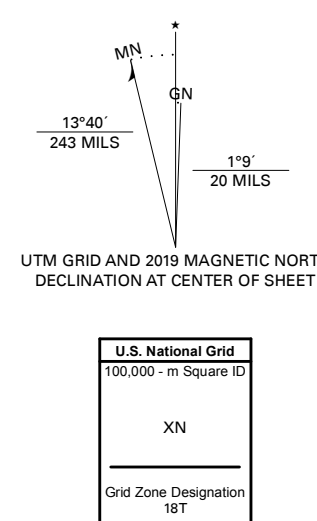 ★
MN
GN
13°40´
243 MILS
1°9´
20 MILS
UTM GRID AND 2019 MAGNETIC NORT
DECLINATION AT CENTER OF SHEET
U.S. National Grid
100,000 - m Square ID
XN
Grid Zone Designation
18T